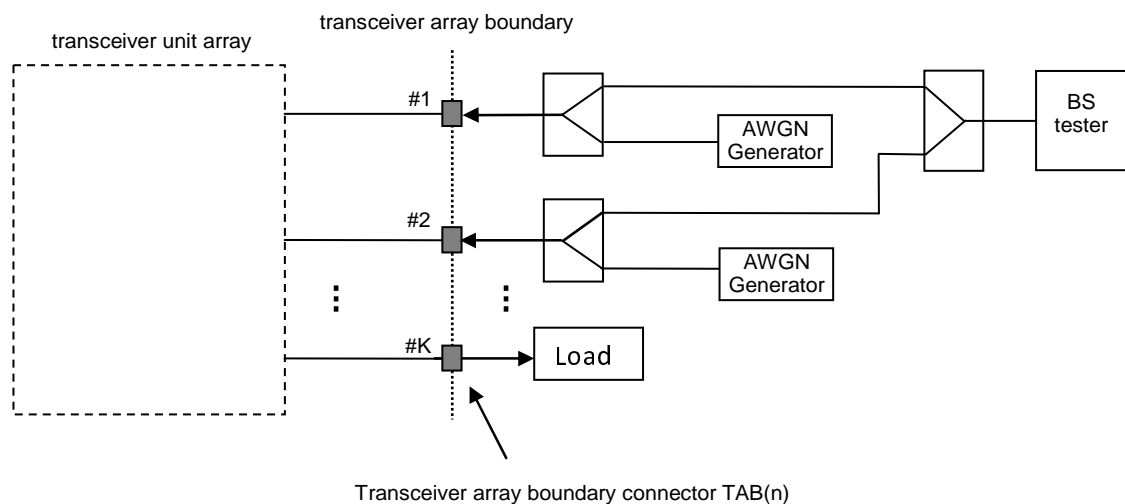 transceiver array boundary
transceiver unit array
#1
BS
tester
AWGN
Generator
#2
AWGN
Generator
#K
Load
Transceiver array boundary connector TAB(n)